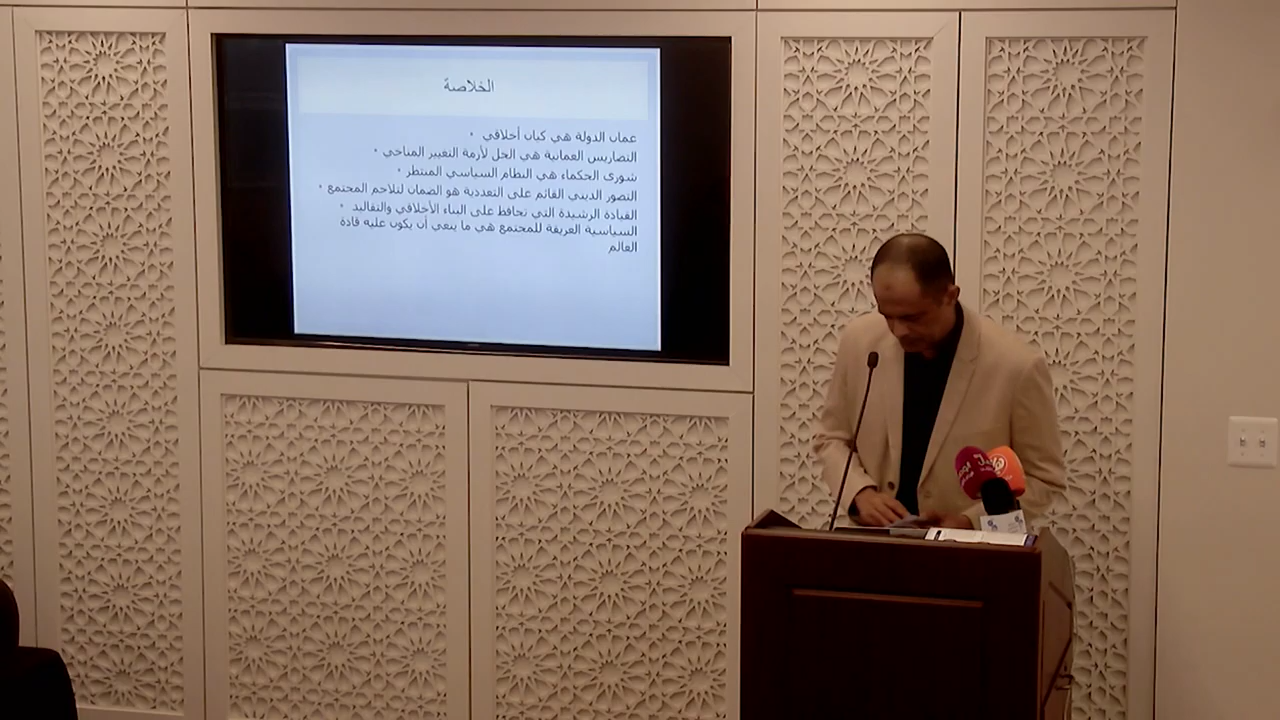 الخلاصة
عمان الدولة هي كيان أخلاقي •
التضاريس العمانية هي الحل لأزمة التغيير المناخي •
شورى الحكماء هي النظام السياسي المنتظر •
التصور الديني القائم على التعددية هو الضمان لتلاحم المجتمع •
القيادة الرشيدة التي تحافظ على البناء الأخلاقي والتقاليد •
السياسية العريقة للمجتمع هي ما ينبغي أن يكون عليه قادة
العالم